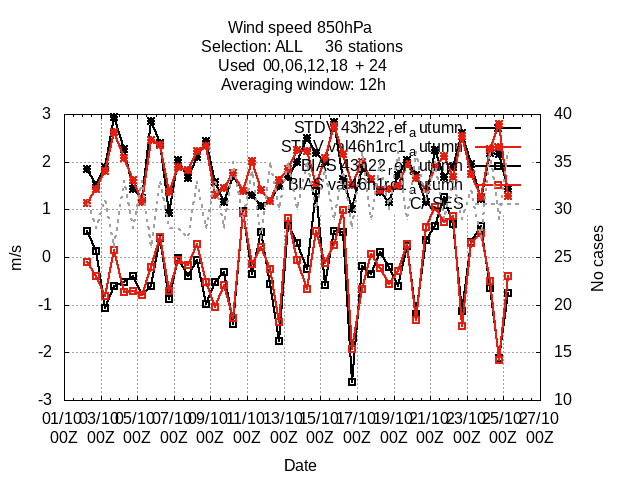 Wind speed 850hPa
Selection: ALL 36 stations
Used 00,06,12,18 + 24
Averaging window: 12h
3 40
STDV 43h22ref_autumn
STDV val46h1rc1_autumn
2 35
BIAS 43h22ref_autumn
BIAS val46h1rc1_autumn
CASES
1 30
0 25
-1 20
-2 15
-3 10
m/s
No cases
01/10 03/10 05/10 07/10 09/10 11/10 13/10 15/10 17/10 19/10 21/10 23/10 25/10 27/10
00Z 00Z 00Z 00Z 00Z 00Z 00Z 00Z 00Z 00Z 00Z 00Z 00Z 00Z
Date